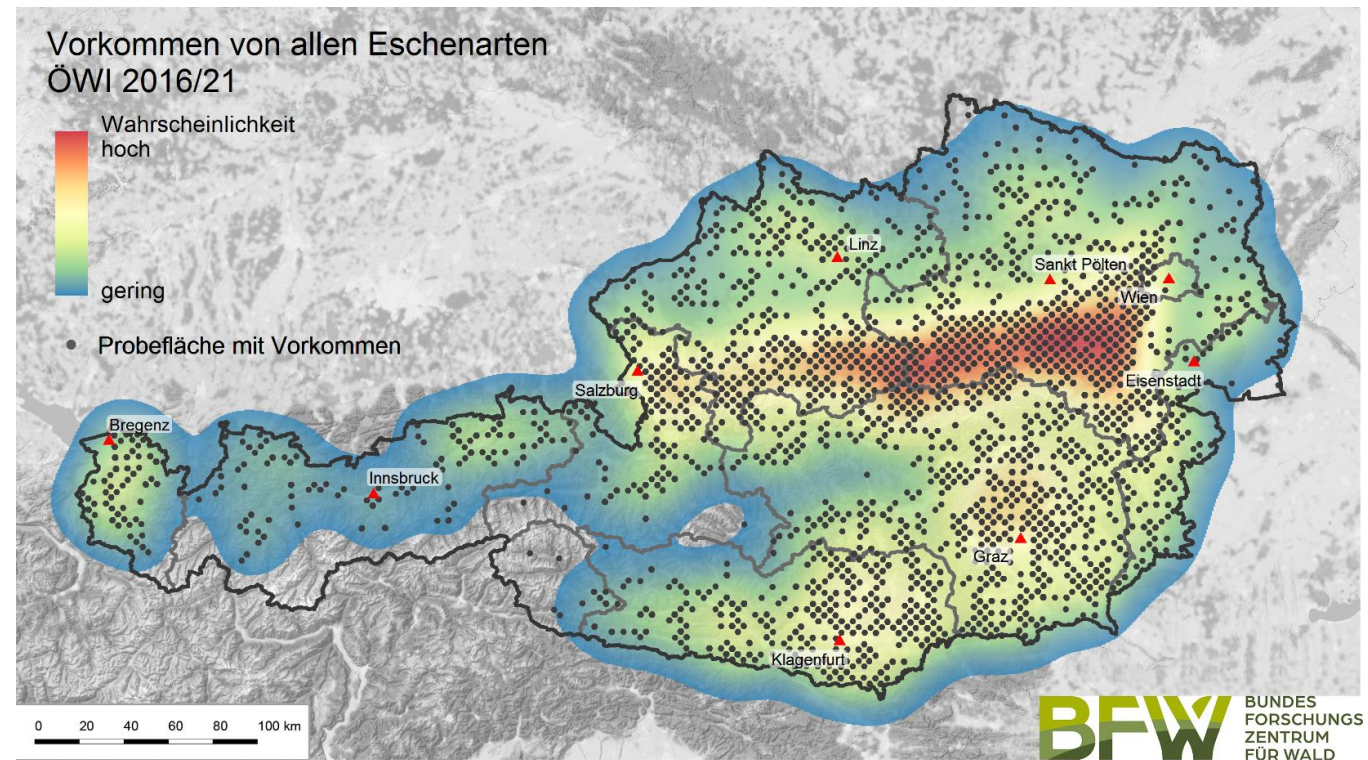 Vorkommen von allen Eschenarten
ÖWI 2016/21
Wahrscheinlichkeit
hoch
gering
Probefläche mit Vorkommen
Linz
Sankt Pölten
Wien
Salzburg
Eisenstadt
Bregenz
Innsbruck
Graz
Klagenfurt
0 20 40 60 80 100 km
BFW
BUNDES
FORSCHUNGS
ZENTRUM
FÜR WALD